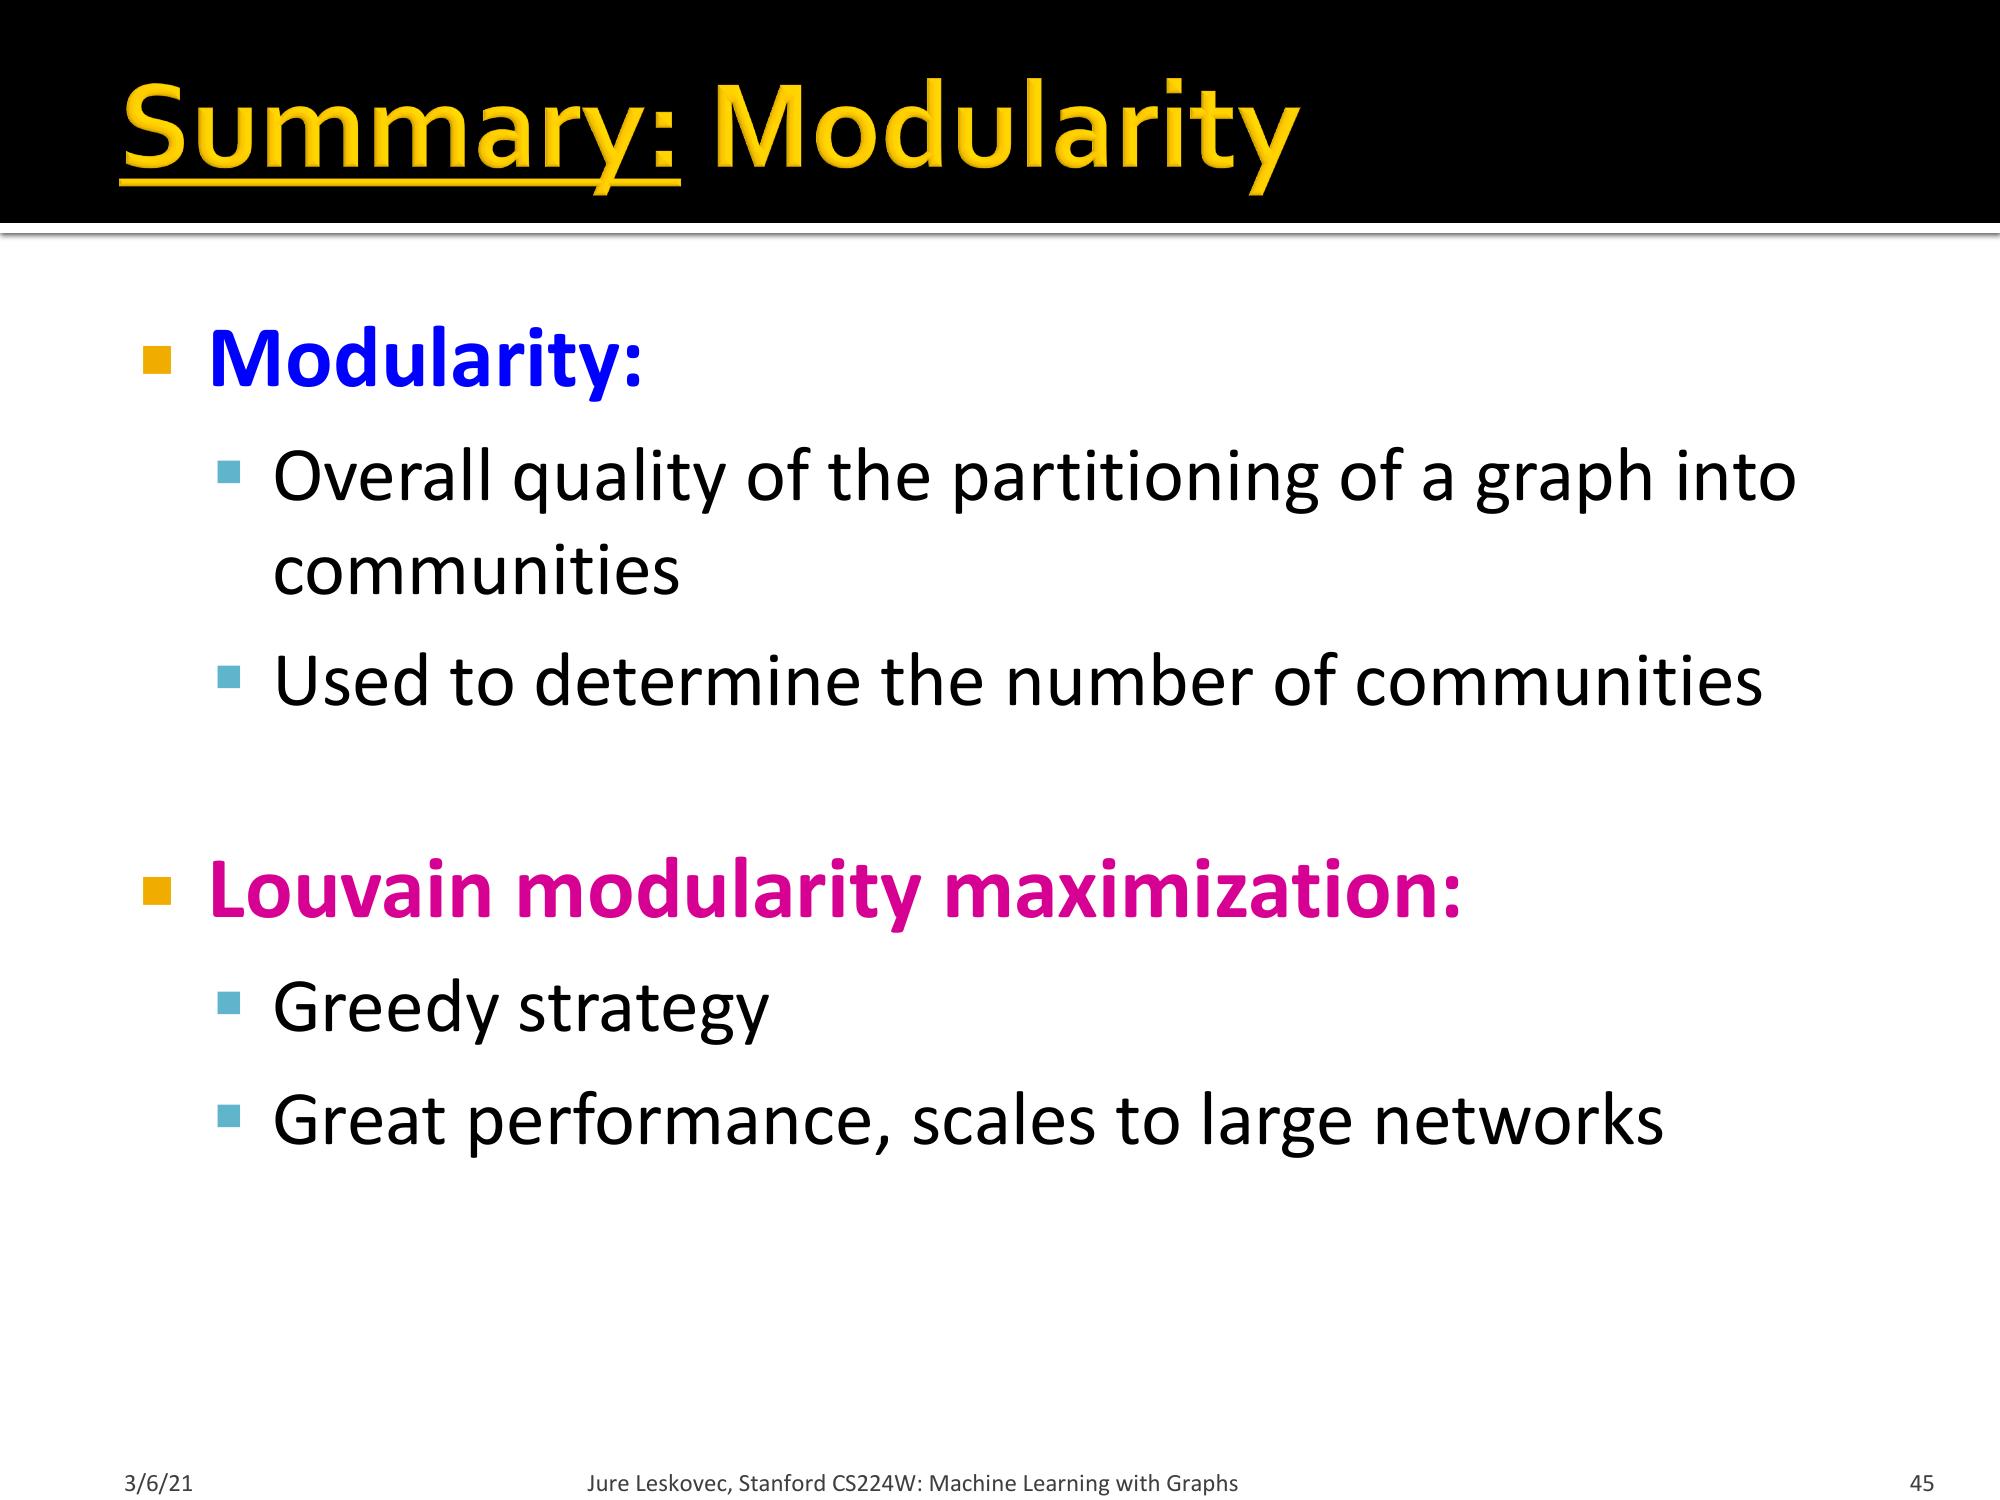 Summary: Modularity
Modularity:
Overall quality of the partitioning of a graph into
communities
Used to determine the number of communities
Louvain modularity maximization:
Greedy strategy
Great performance, scales to large networks
3/6/21
Jure Leskovec, Stanford CS224W: Machine Learning with Graphs
45